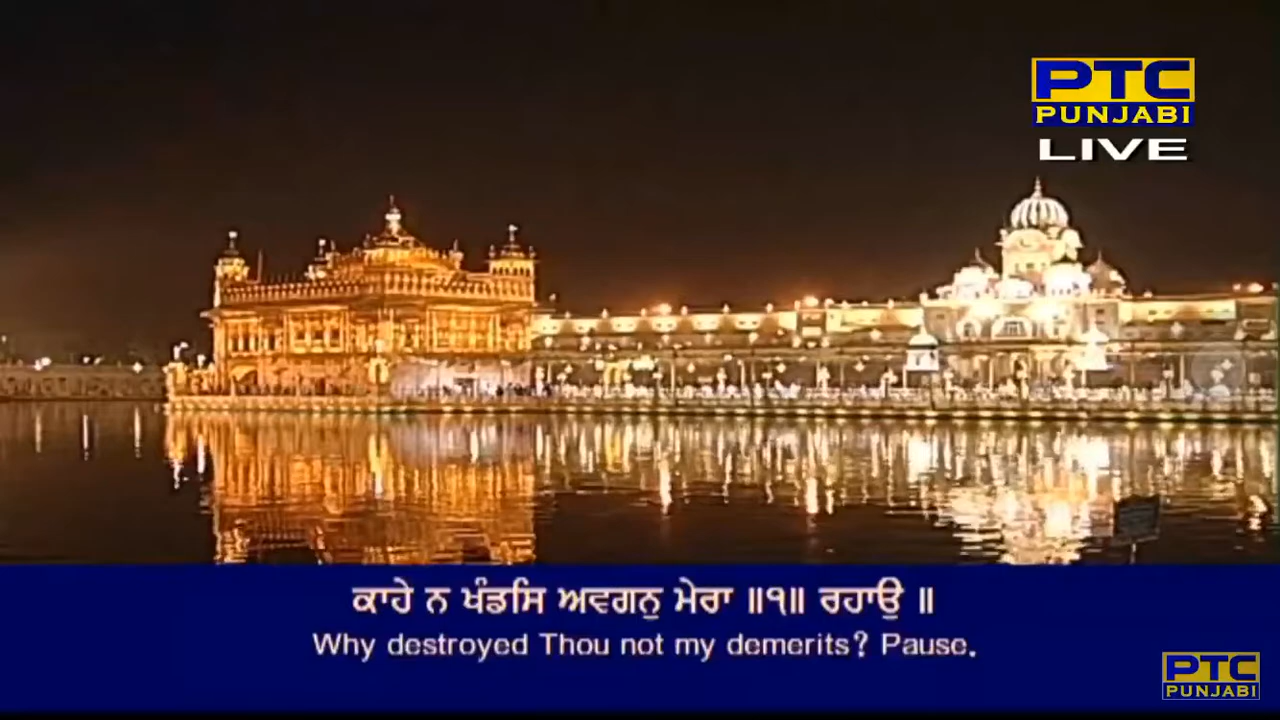 PTC
PUNJABI
LIVE
ਕਾਹੇ ਨ ਖੰਡਸਿ ਅਵਗਨੁ ਮੇਰਾ ॥੧॥ ਰਹਾਉ ॥
Why destroyed Thou not my demerits? Pause.
PTC
PUNJABI